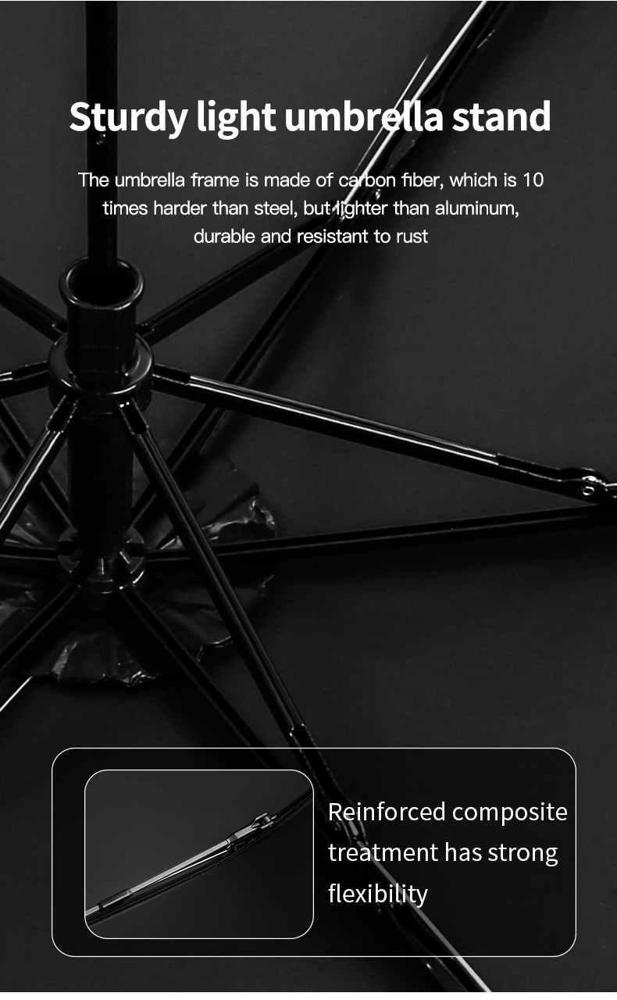 Sturdy light umbrella stand
The umbrella frame is made of carbon fiber, which is 10
times harder than steel, but lighter than aluminum,
durable and resistant to rust
Reinforced composite
treatment has strong
flexibility